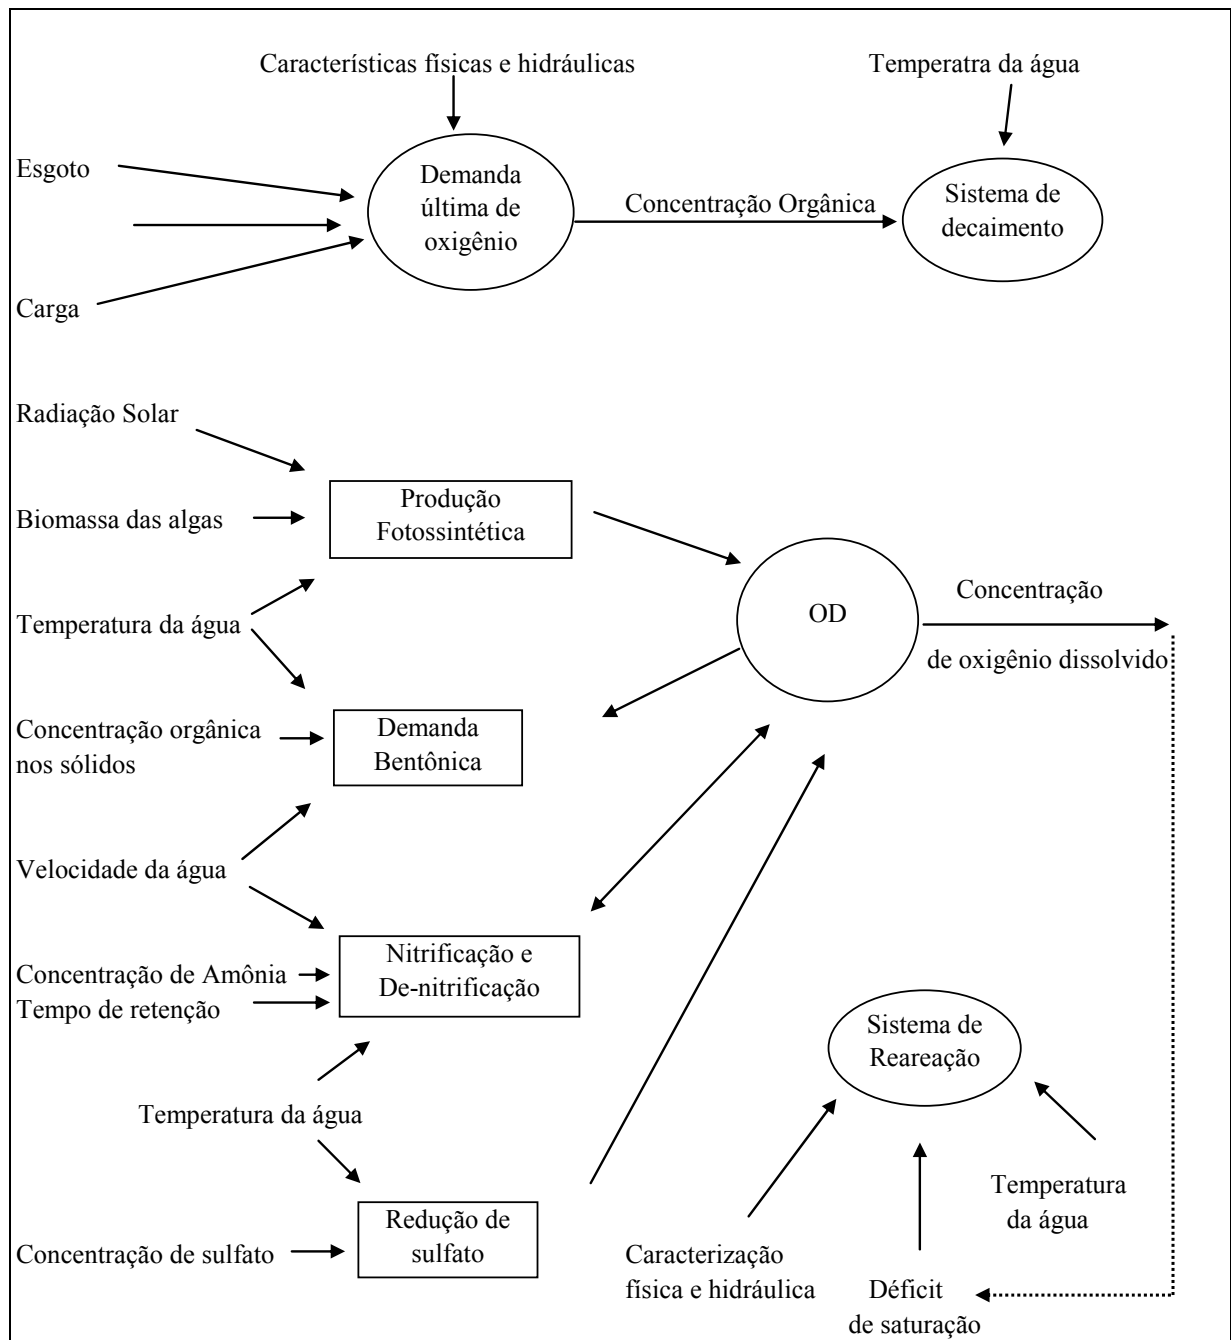 Características físicas e hidráulicas
Temperatra da água
Esgoto
Demanda
última de
oxigênio
Concentração Orgânica
Sistema de
decaimento
Carga
Radiação Solar
Biomassa das algas
Produção
Fotossintética
Temperatura da água
OD
Concentração
de oxigênio dissolvido
Concentração orgânica
nos sólidos
Demanda
Bentônica
Velocidade da água
Concentração de Amônia
Tempo de retenção
Nitrificação e
De-nitrificação
Sistema de
Reareação
Temperatura da água
Concentração de sulfato
Redução de
sulfato
Caracterização
física e hidráulica
Déficit
de saturação
Temperatura
da água